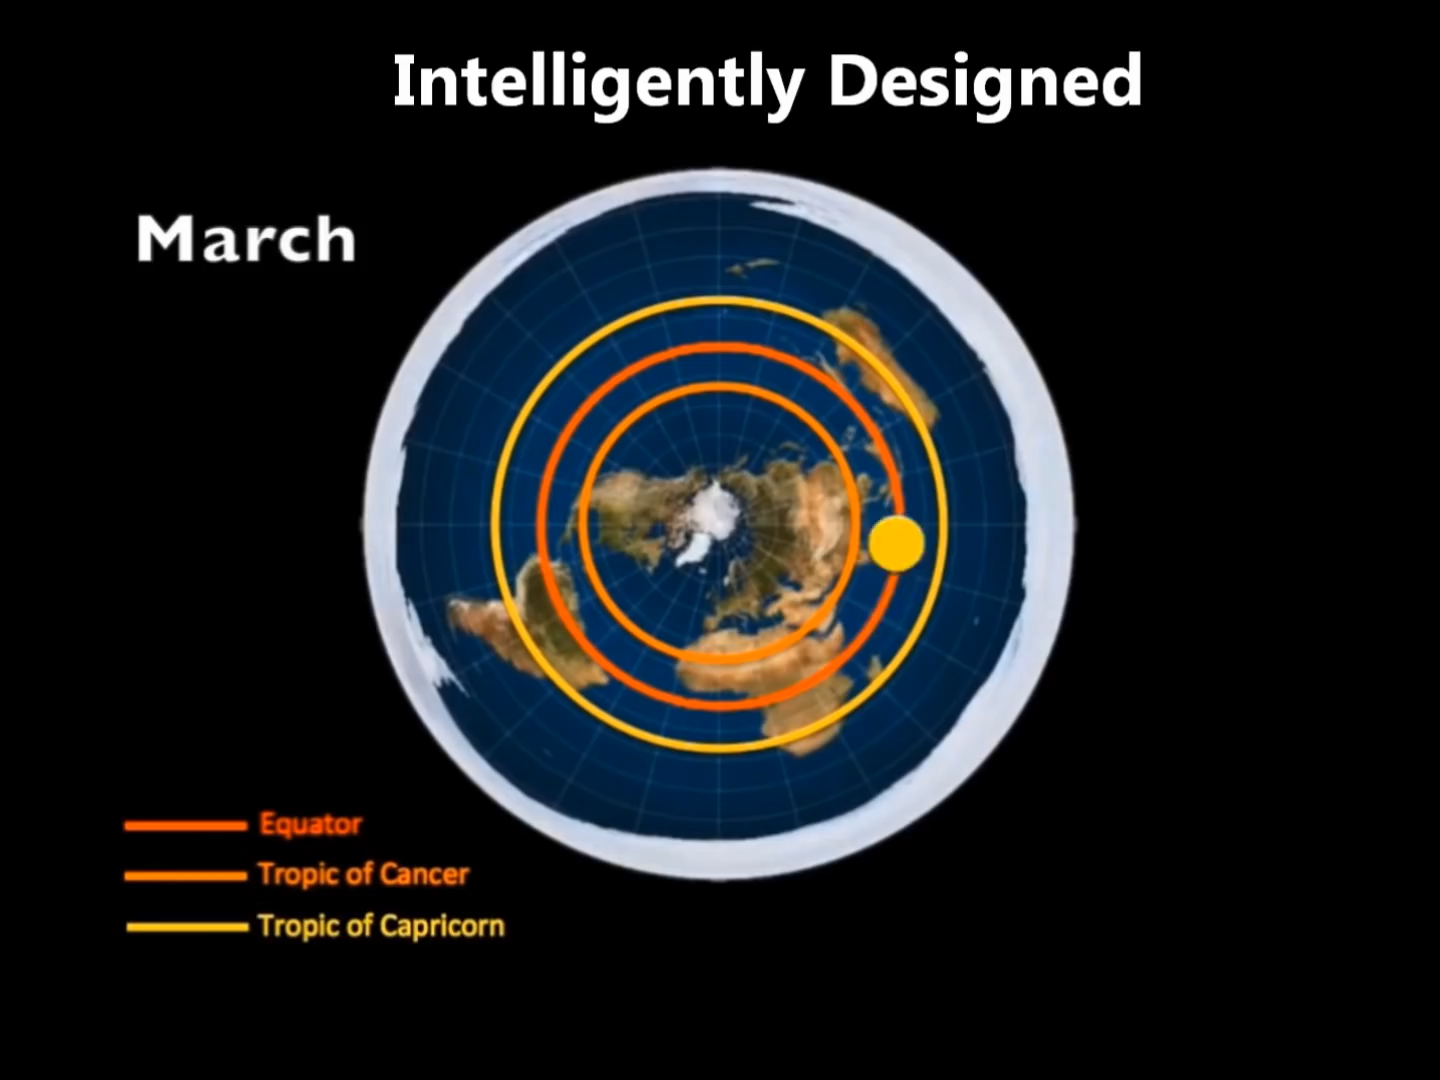 Intelligently Designed
March
Equator
Tropic of Cancer
Tropic of Capricorn